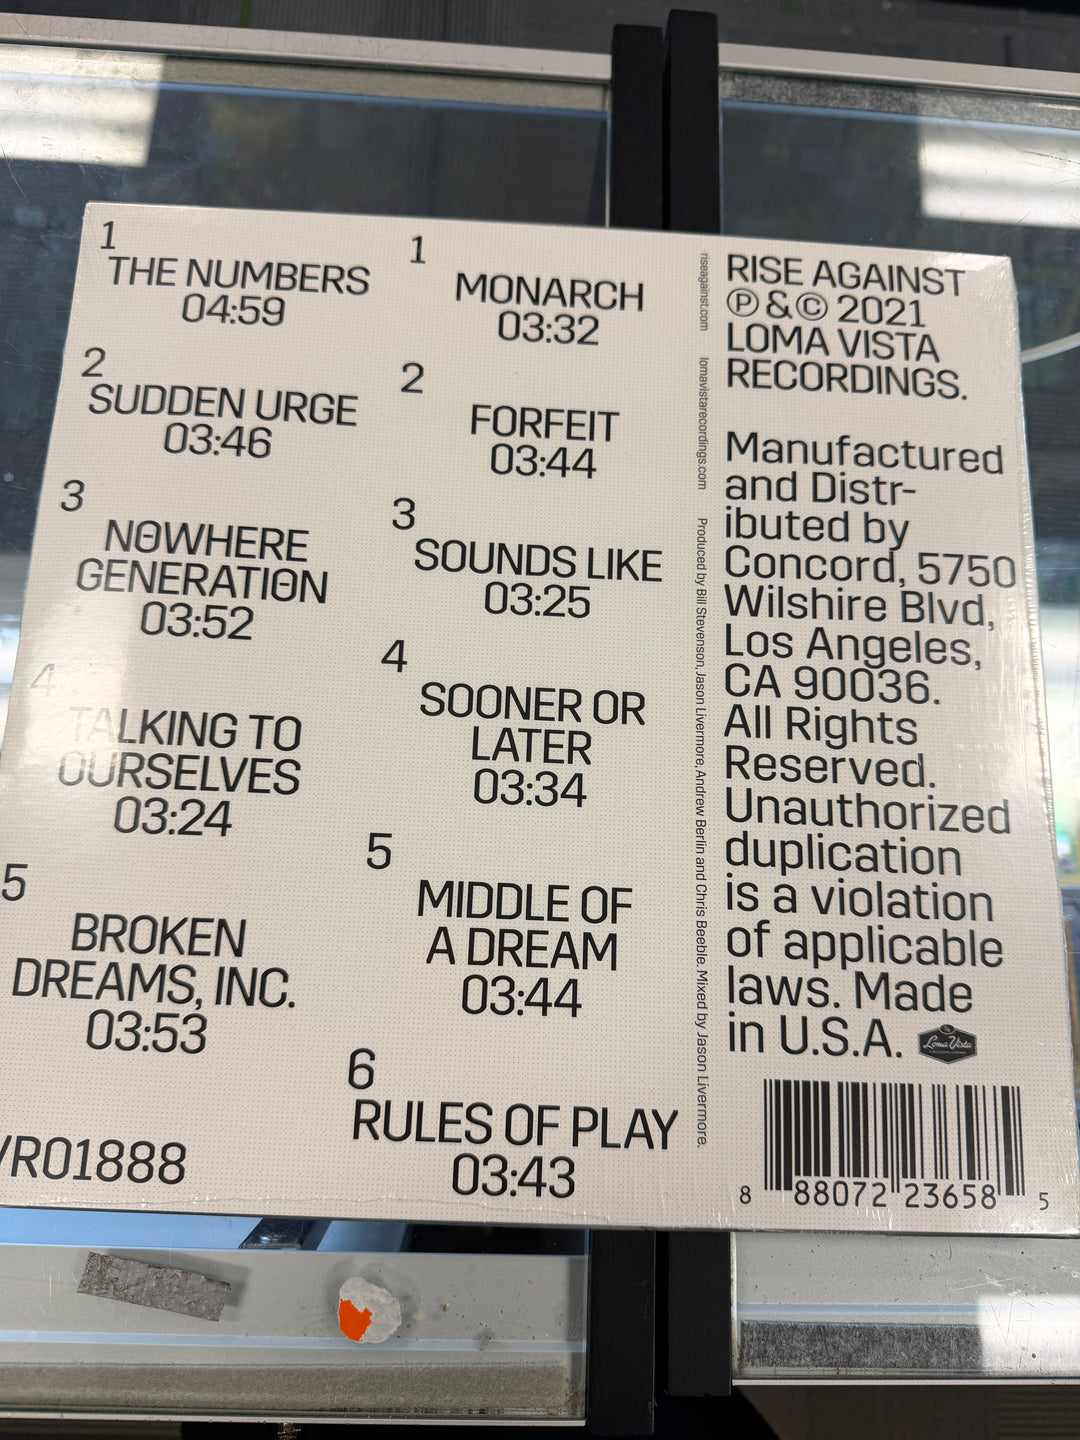 1
THE NUMBERS
04:59
2
SUDDEN URGE
03:46
3
NOWHERE
GENERATION
03:52
4
TALKING TO
OURSELVES
03:24
5
BROKEN
DREAMS, INC.
03:53
VR01888
1
MONARCH
03:32
2
FORFEIT
03:44
3
SOUNDS LIKE
03:25
4
SOONER OR
LATER
03:34
5
MIDDLE OF
A DREAM
03:44
6
RULES OF PLAY
03:43
riseagainst.com lomavistarecordings.com Produced by Bill Stevenson, Jason Livermore, Andrew Berlin and Chris Beeble. Mixed by Jason Livermore.
RISE AGAINST
Ⓟ & © 2021
LOMA VISTA
RECORDINGS.
Manufactured
and Distr-
ibuted by
Concord, 5750
Wilshire Blvd,
Los Angeles,
CA 90036.
All Rights
Reserved.
Unauthorized
duplication
is a violation
of applicable
laws. Made
in U.S.A.
Loma Vista
8 88072 23658 5